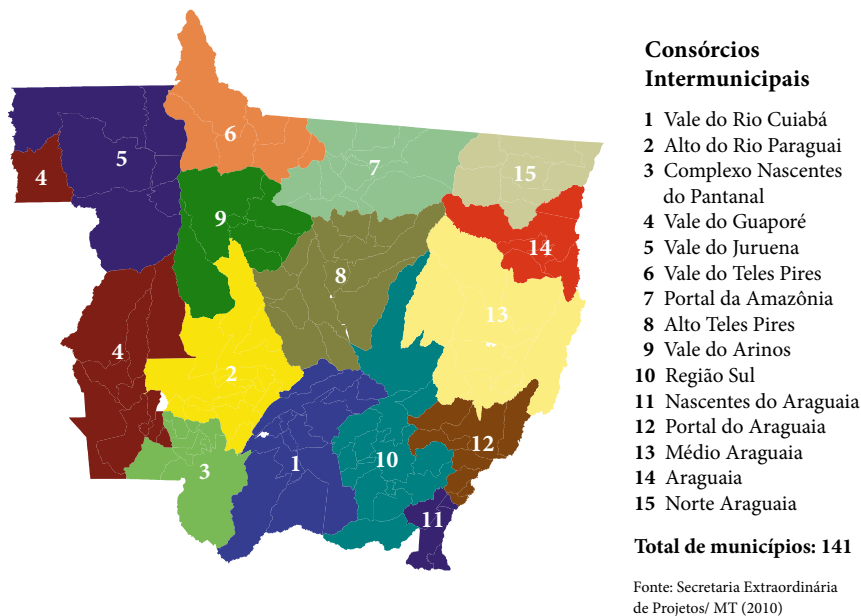 6
5
7
15
4
9
14
8
13
4
2
12
3
1
10
11
Consórcios
Intermunicipais
1 Vale do Rio Cuiabá
2 Alto do Rio Paraguai
3 Complexo Nascentes
do Pantanal
4 Vale do Guaporé
5 Vale do Juruena
6 Vale do Teles Pires
7 Portal da Amazônia
8 Alto Teles Pires
9 Vale do Arinos
10 Região Sul
11 Nascentes do Araguaia
12 Portal do Araguaia
13 Médio Araguaia
14 Araguaia
15 Norte Araguaia
Total de municípios: 141
Fonte: Secretaria Extraordinária
de Projetos/ MT (2010)